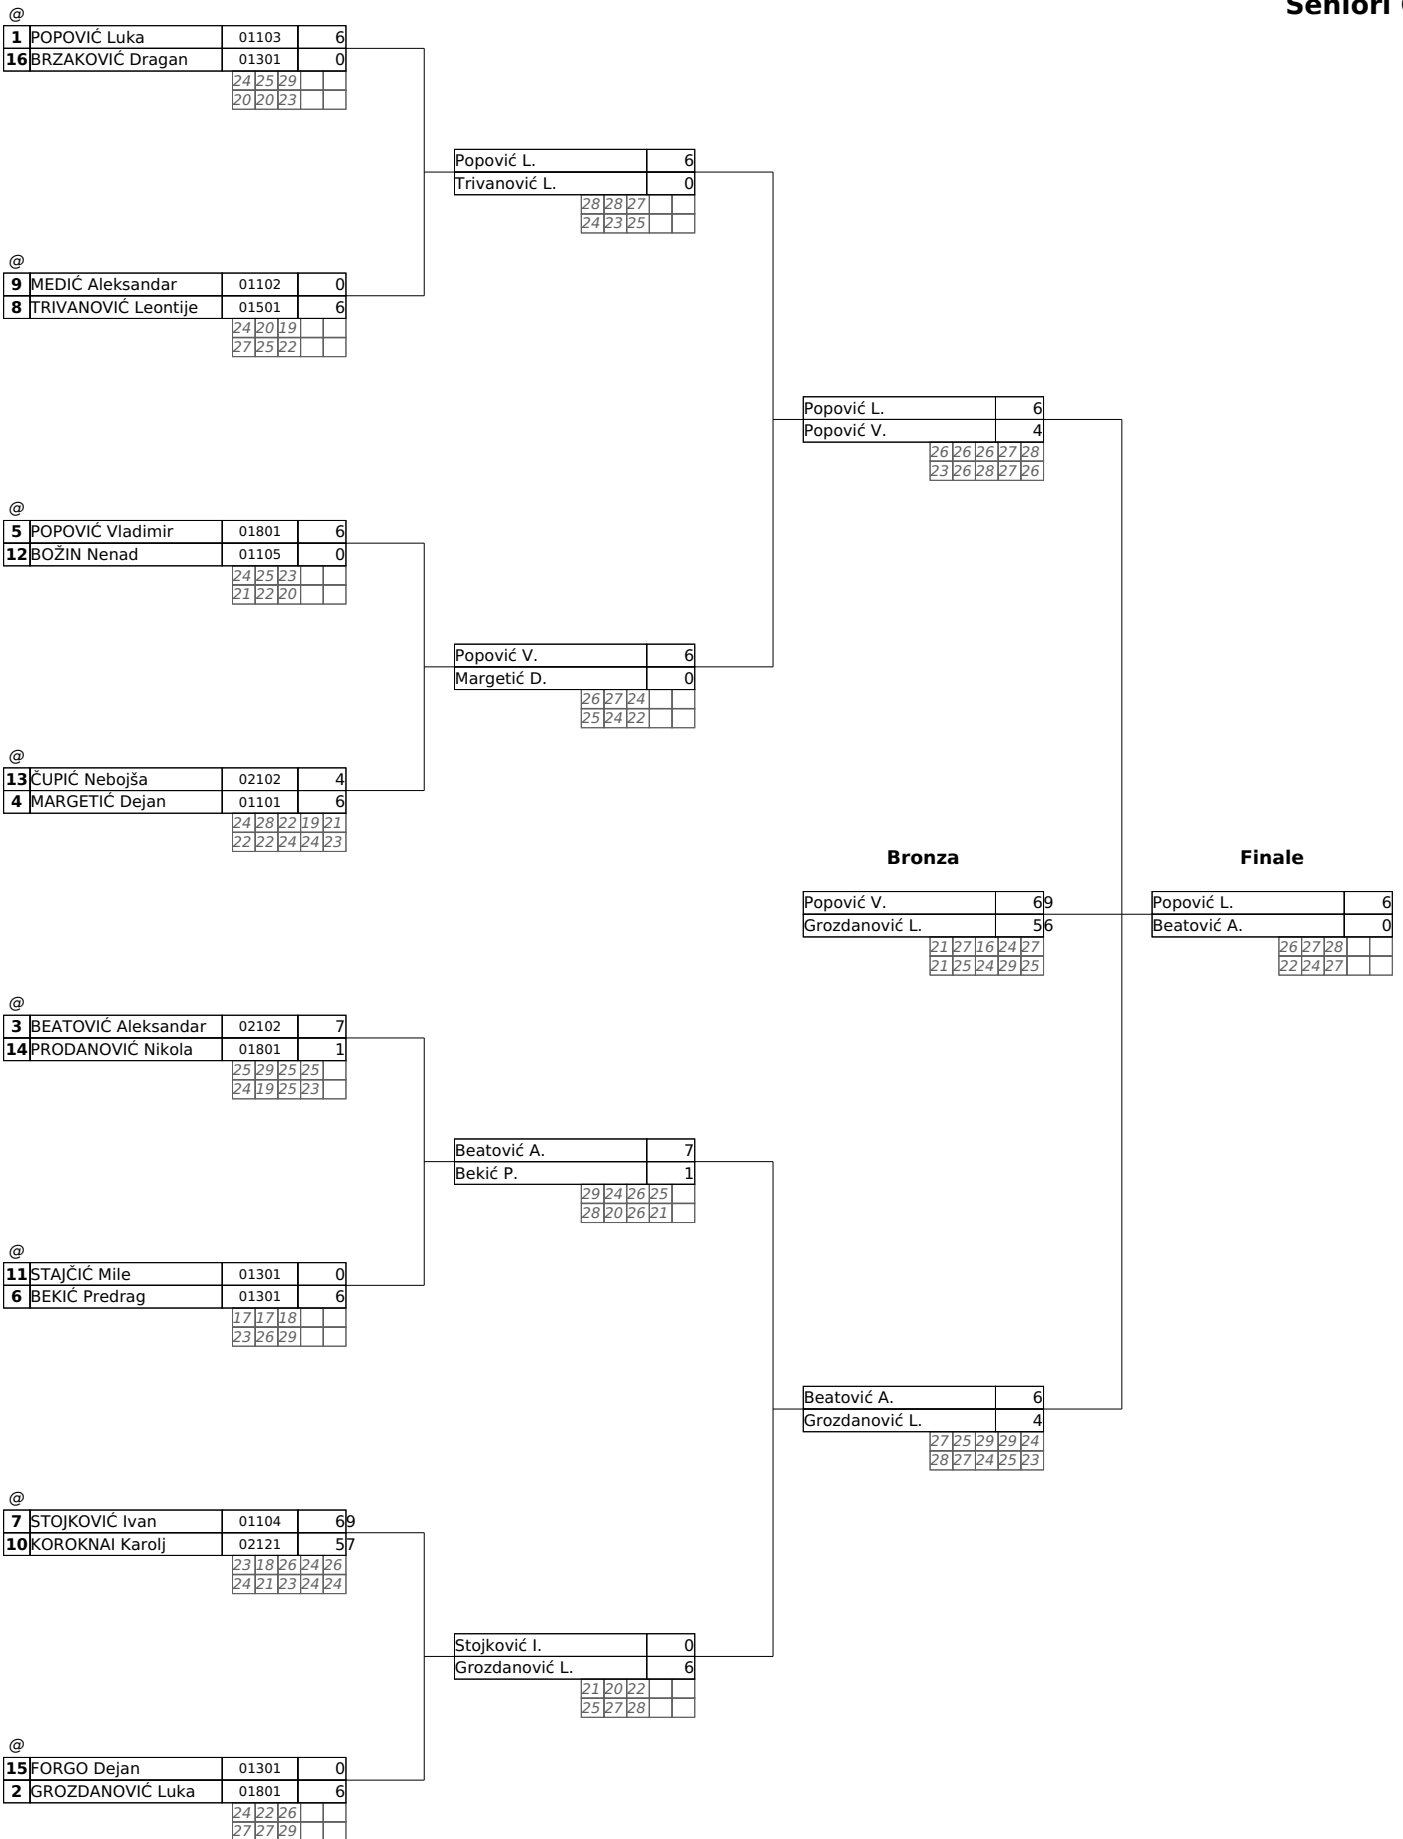 Seniori
@
1 POPOVIĆ Luka 01103 6
16 BRZAKOVIĆ Dragan 01301 0
24 25 29
20 20 23
Popović L. 6
Trivanović L. 0
28 28 27
24 23 25
@
9 MEDIĆ Aleksandar 01102 0
8 TRIVANOVIĆ Leontije 01501 6
24 20 19
27 25 22
Popović L. 6
Popović V. 4
26 26 26 27 28
23 26 28 27 26
@
5 POPOVIĆ Vladimir 01801 6
12 BOŽIN Nenad 01105 0
24 25 23
21 22 20
Popović V. 6
Margetić D. 0
26 27 24
25 24 22
@
13 ČUPIĆ Nebojša 02102 4
4 MARGETIĆ Dejan 01101 6
24 28 22 19 21
22 22 24 24 23
Bronza Finale
Popović V. 6 9 Popović L. 6
Grozdanović L. 5 6 Beatović A. 0
21 27 16 24 27 26 27 28
21 25 24 29 25 22 24 27
@
3 BEATOVIĆ Aleksandar 02102 7
14 PRODANOVIĆ Nikola 01801 1
25 29 25 25
24 19 25 23
Beatović A. 7
Bekić P. 1
29 24 26 25
28 20 26 21
@
11 STAJČIĆ Mile 01301 0
6 BEKIĆ Predrag 01301 6
17 17 18
23 26 29
Beatović A. 6
Grozdanović L. 4
27 25 29 29 24
28 27 24 25 23
@
7 STOJKOVIĆ Ivan 01104 6 9
10 KOROKNAI Karolj 02121 5 7
23 18 26 24 26
24 21 23 24 24
Stojković I. 0
Grozdanović L. 6
21 20 22
25 27 28
@
15 FORGO Dejan 01301 0
2 GROZDANOVIĆ Luka 01801 6
24 22 26
27 27 29